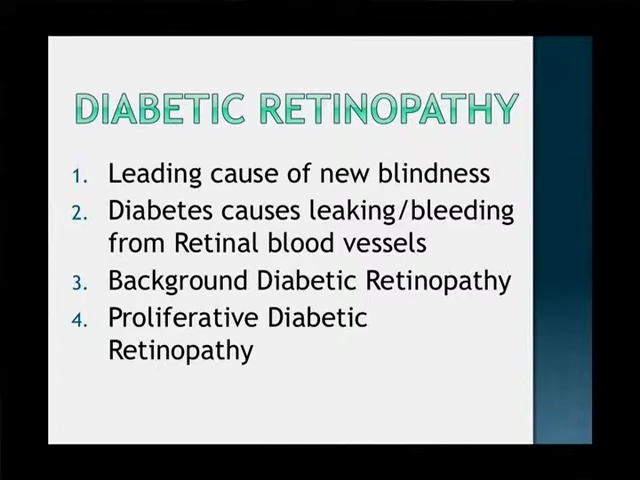 DIABETIC RETINOPATHY
1. Leading cause of new blindness
2. Diabetes causes leaking/bleeding
from Retinal blood vessels
3. Background Diabetic Retinopathy
4. Proliferative Diabetic
Retinopathy